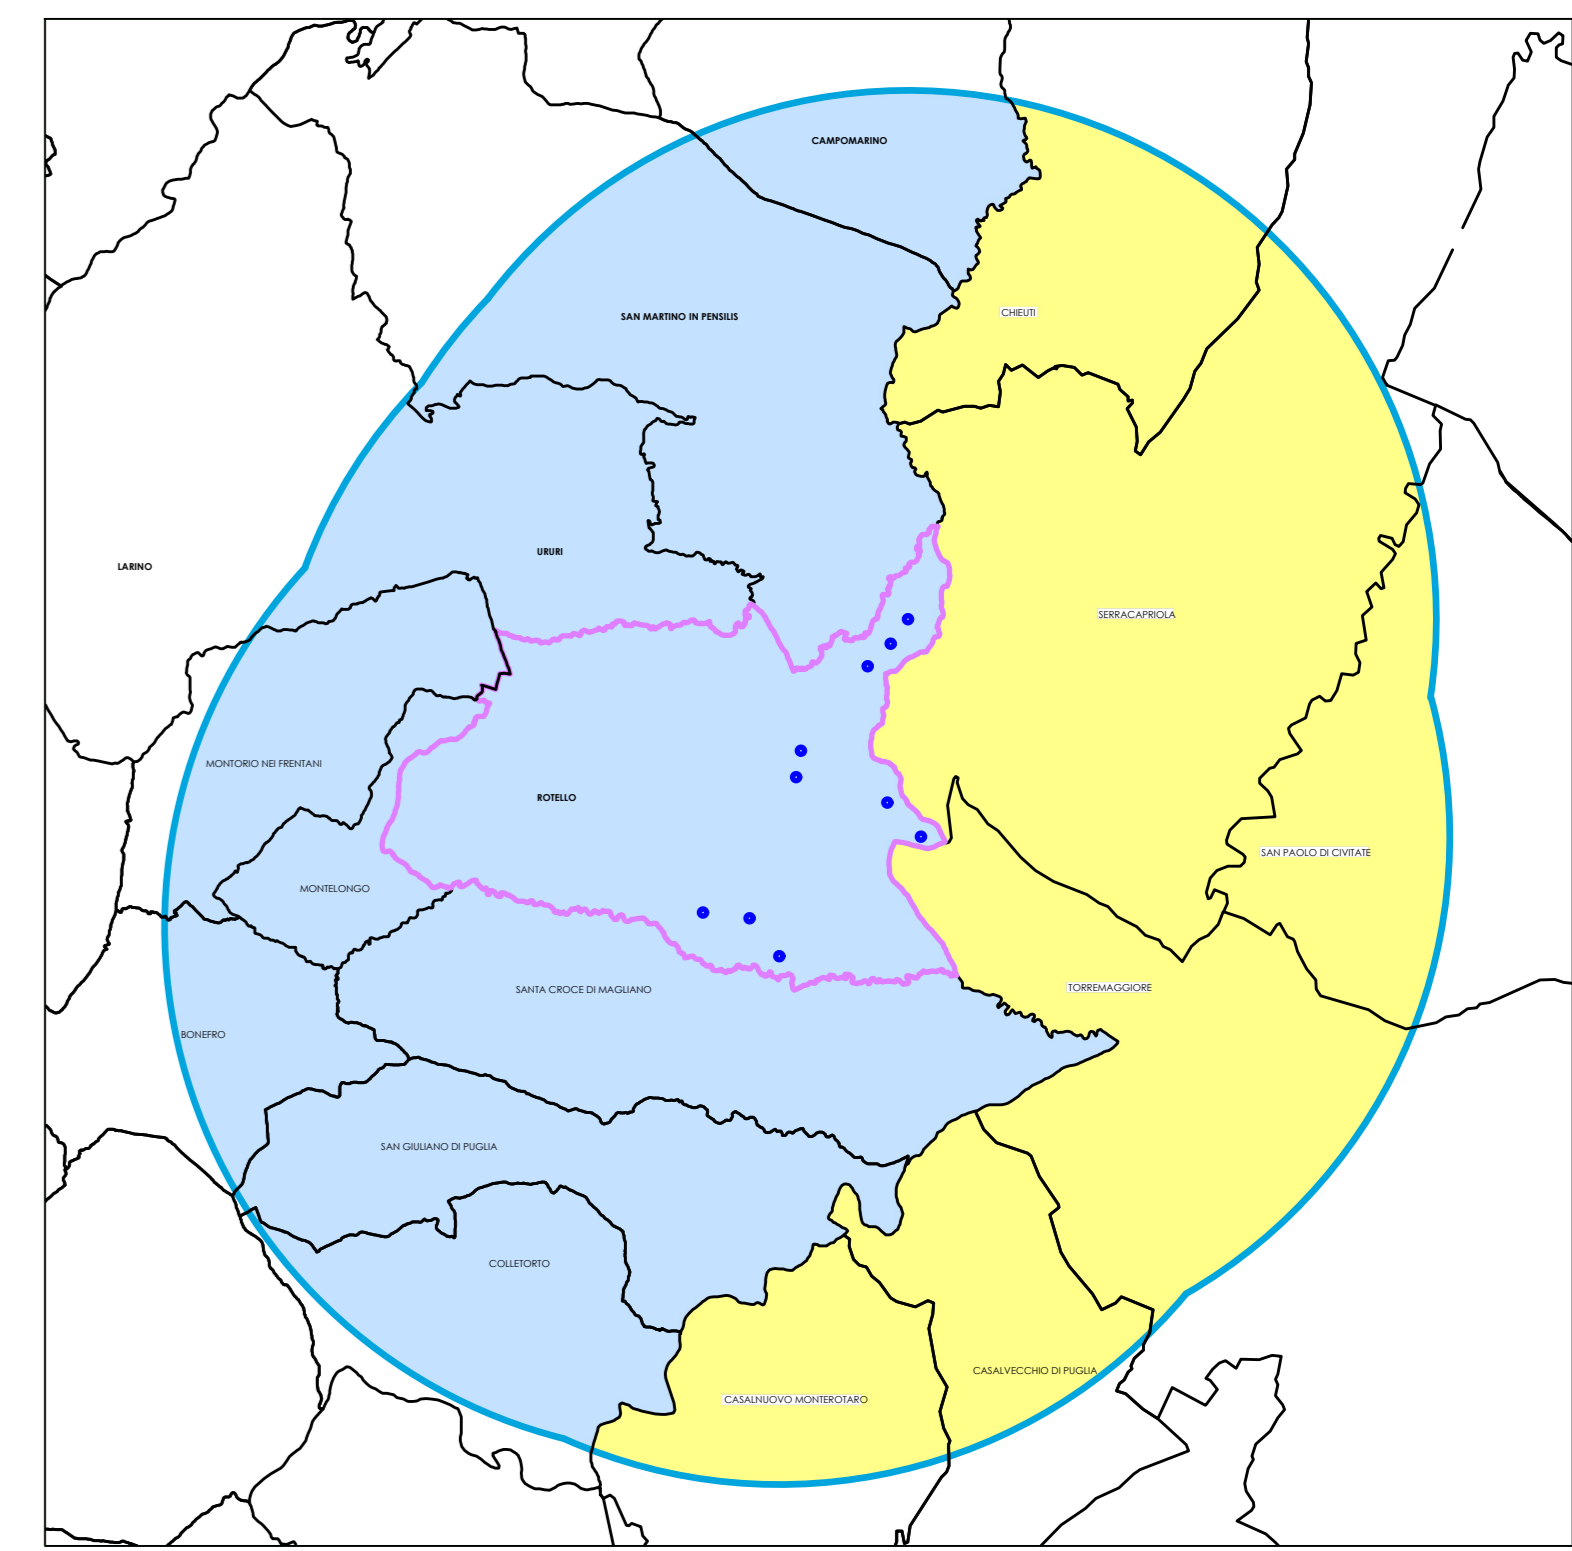 CAMPOMARINO
CHIEUTI
SAN MARTINO IN PENSILIS
URURI
LARINO
SERRACAPRIOLA
MONTORIO NEI FRENTANI
ROTELLO
SAN PAOLO DI CIVITATE
MONTELONGO
TORREMAGGIORE
SANTA CROCE DI MAGLIANO
BONEFRO
SAN GIULIANO DI PUGLIA
COLLETORTO
CASALVECCHIO DI PUGLIA
CASALNUOVO MONTEROTARO